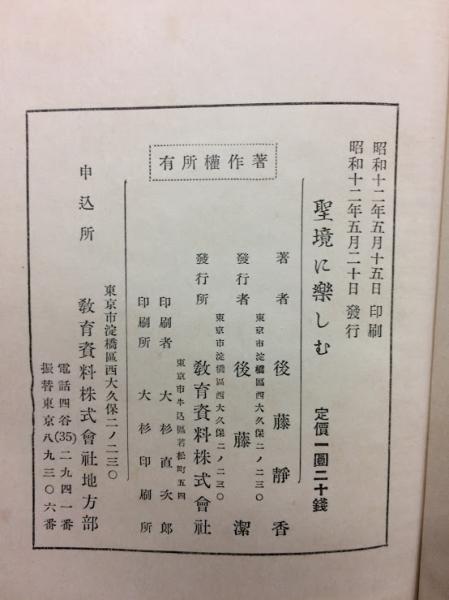 昭和十二年五月十五日 印刷
昭和十二年五月二十日 發行
聖境に楽しむ
定價一圓二十錢
著作權所有
東京市淀橋區西大久保二ノ二三〇
著者 後藤靜香
東京市淀橋區西大久保二ノ二三〇
發行者 後藤潔
發行所 教育資料株式會社
東京市牛込區若松町五四
印刷者 大杉直次郎
印刷所 大杉印刷所
東京市淀橋區西大久保二ノ二三〇
申込所 教育資料株式會社地方部
電話四谷(35)二九四一番
振替東京八九三〇六番